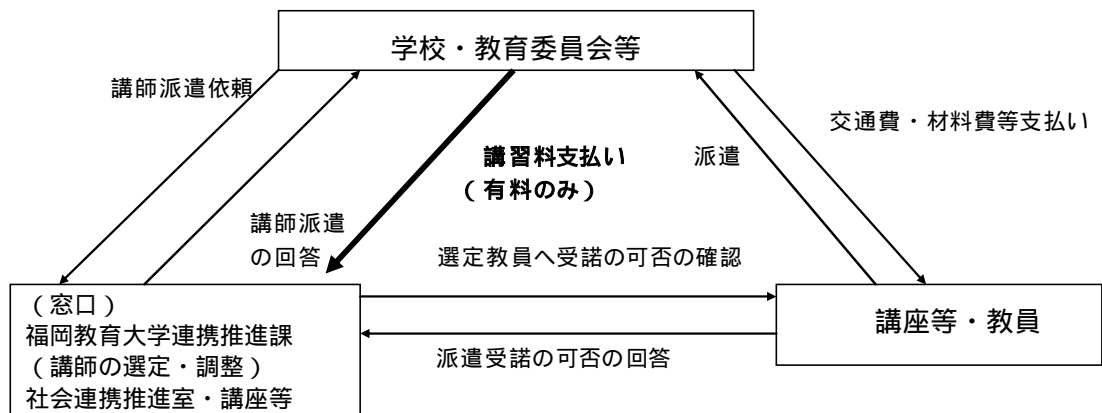 学校・教育委員会等
講師派遣依頼
交通費・材料費等支払い
講習料支払い
（有料のみ）
派遣
講師派遣
の回答
選定教員へ受諾の可否の確認
（窓口）
福岡教育大学連携推進課
（講師の選定・調整）
社会連携推進室・講座等
講座等・教員
派遣受諾の可否の回答